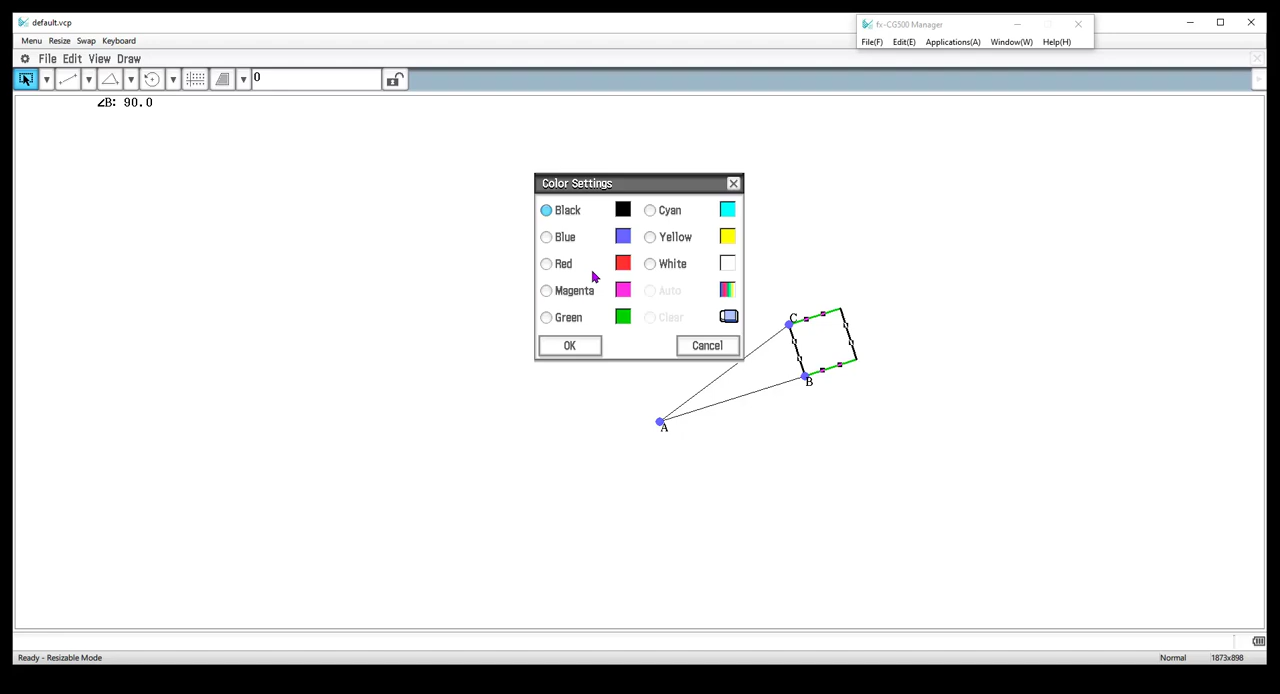 default.vcp
fx-CG500 Manager
Menu Resize Swap Keyboard
File(F) Edit(E) Applications(A) Window(W) Help(H)
File Edit View Draw
0
∠B: 90.0
Color Settings
Black Cyan
Blue Yellow
Red White
Magenta Auto
Green Clear
OK Cancel
C
B
A
Ready - Resizable Mode
Normal 1873x898